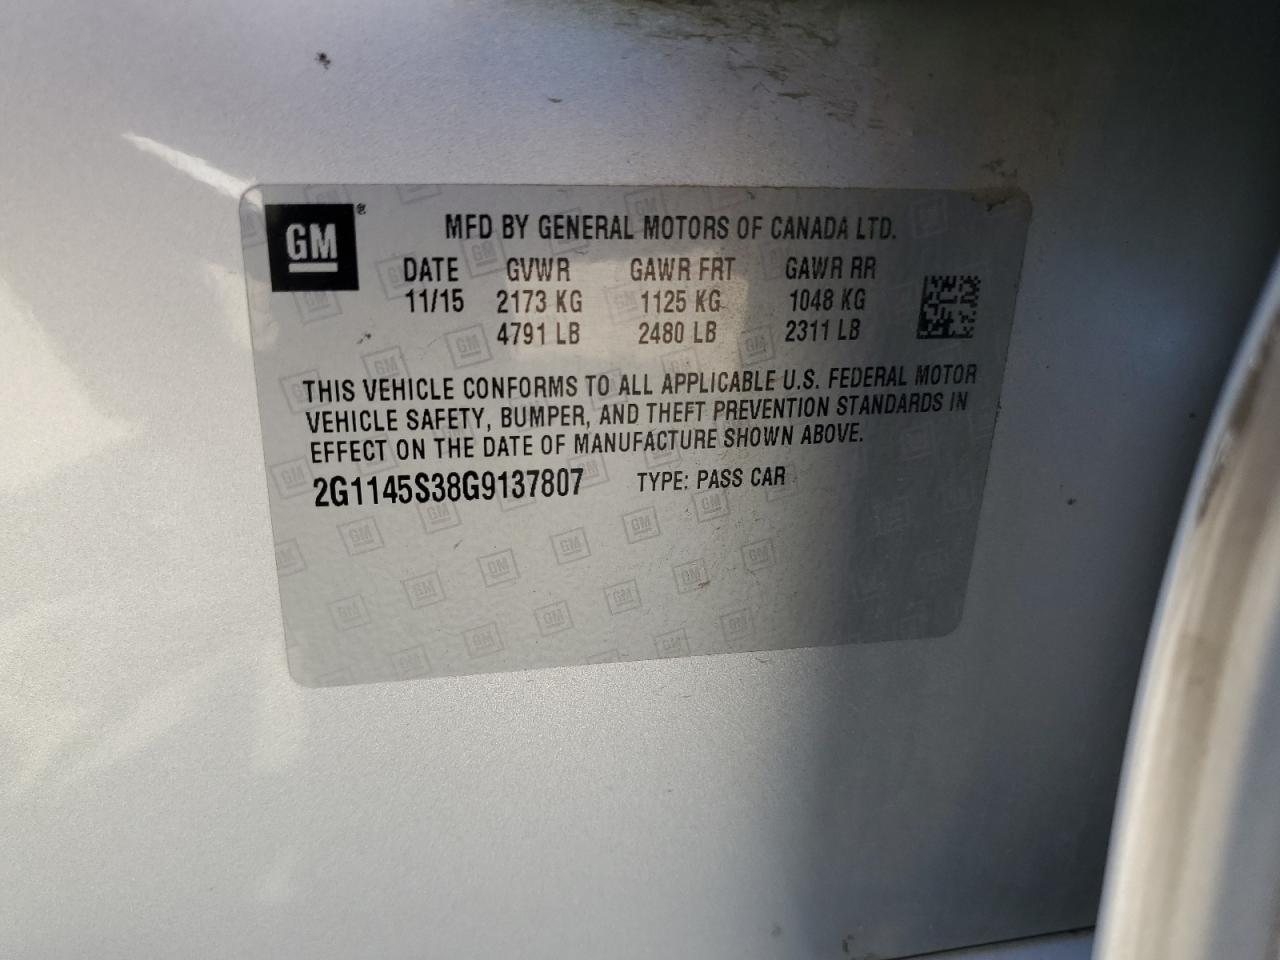 GM ®
MFD BY GENERAL MOTORS OF CANADA LTD.
DATE GVWR GAWR FRT GAWR RR
11/15 2173 KG 1125 KG 1048 KG
4791 LB 2480 LB 2311 LB
THIS VEHICLE CONFORMS TO ALL APPLICABLE U.S. FEDERAL MOTOR
VEHICLE SAFETY, BUMPER, AND THEFT PREVENTION STANDARDS IN
EFFECT ON THE DATE OF MANUFACTURE SHOWN ABOVE.
2G1145S38G9137807 TYPE: PASS CAR